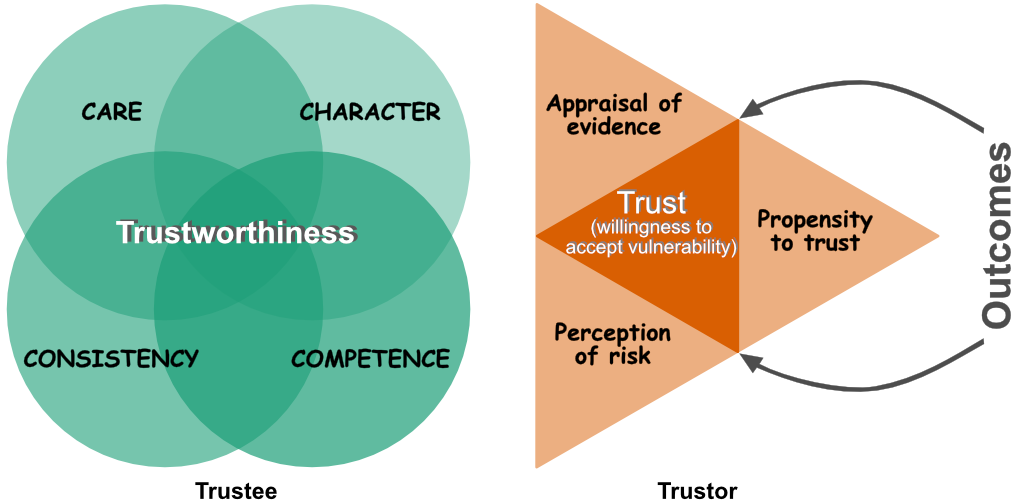 CARE
CHARACTER
Trustworthiness
CONSISTENCY
COMPETENCE
Trustee
Appraisal of
evidence
Trust
(willingness to
accept vulnerability)
Propensity
to trust
Perception
of risk
Outcomes
Trustor